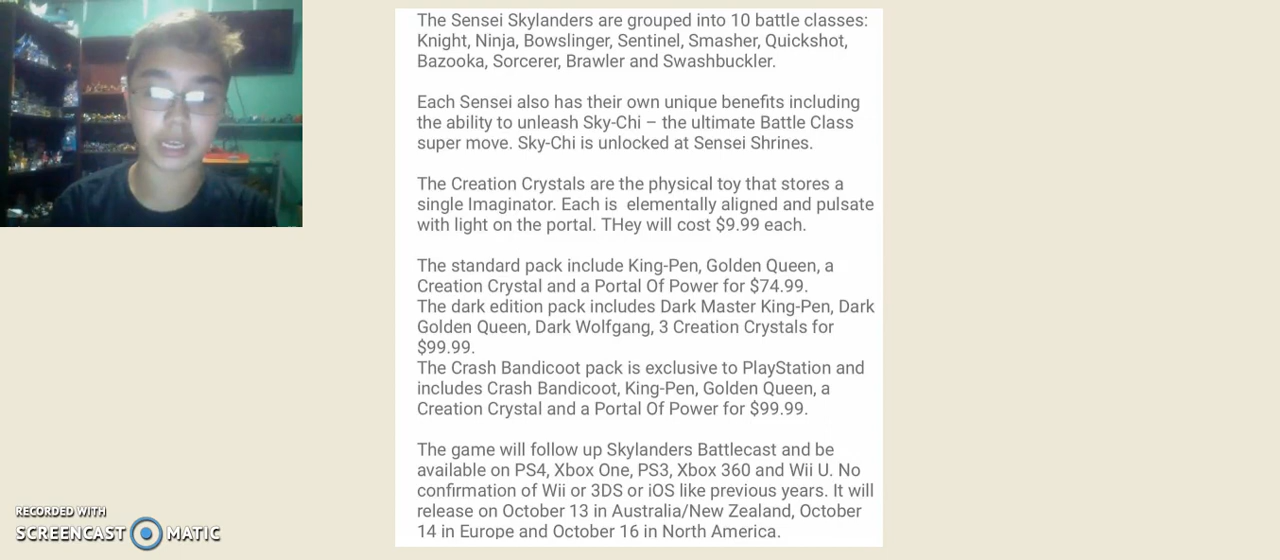 The Sensei Skylanders are grouped into 10 battle classes:
Knight, Ninja, Bowslinger, Sentinel, Smasher, Quickshot,
Bazooka, Sorcerer, Brawler and Swashbuckler.
Each Sensei also has their own unique benefits including
the ability to unleash Sky-Chi – the ultimate Battle Class
super move. Sky-Chi is unlocked at Sensei Shrines.
The Creation Crystals are the physical toy that stores a
single Imaginator. Each is  elementally aligned and pulsate
with light on the portal. THey will cost $9.99 each.
The standard pack include King-Pen, Golden Queen, a
Creation Crystal and a Portal Of Power for $74.99.
The dark edition pack includes Dark Master King-Pen, Dark
Golden Queen, Dark Wolfgang, 3 Creation Crystals for
$99.99.
The Crash Bandicoot pack is exclusive to PlayStation and
includes Crash Bandicoot, King-Pen, Golden Queen, a
Creation Crystal and a Portal Of Power for $99.99.
The game will follow up Skylanders Battlecast and be
available on PS4, Xbox One, PS3, Xbox 360 and Wii U. No
confirmation of Wii or 3DS or iOS like previous years. It will
release on October 13 in Australia/New Zealand, October
14 in Europe and October 16 in North America.
RECORDED WITH
SCREENCAST MATIC